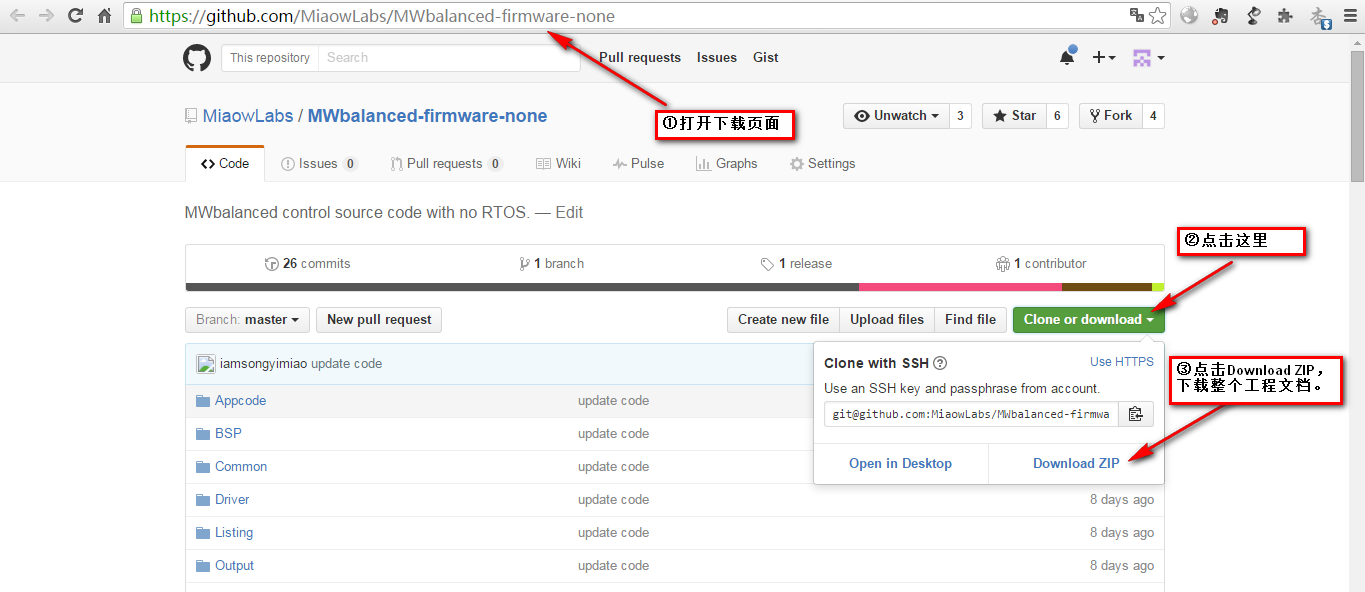 https://github.com/MiaowLabs/MWbalanced-firmware-none
This repository Search Pull requests Issues Gist
①打开下载页面
MiaowLabs / MWbalanced-firmware-none
Unwatch 3 Star 6 Fork 4
Code Issues 0 Pull requests 0 Wiki Pulse Graphs Settings
MWbalanced control source code with no RTOS. — Edit
②点击这里
26 commits 1 branch 1 release 1 contributor
Branch: master New pull request Create new file Upload files Find file Clone or download
iamsongyimiao update code
Clone with SSH Use HTTPS
③点击Download ZIP,
下载整个工程文档。
Use an SSH key and passphrase from account.
git@github.com:MiaowLabs/MWbalanced-firmwa
Open in Desktop Download ZIP
Appcode update code
BSP update code
Common update code
Driver update code 8 days ago
Listing update code 8 days ago
Output update code 8 days ago